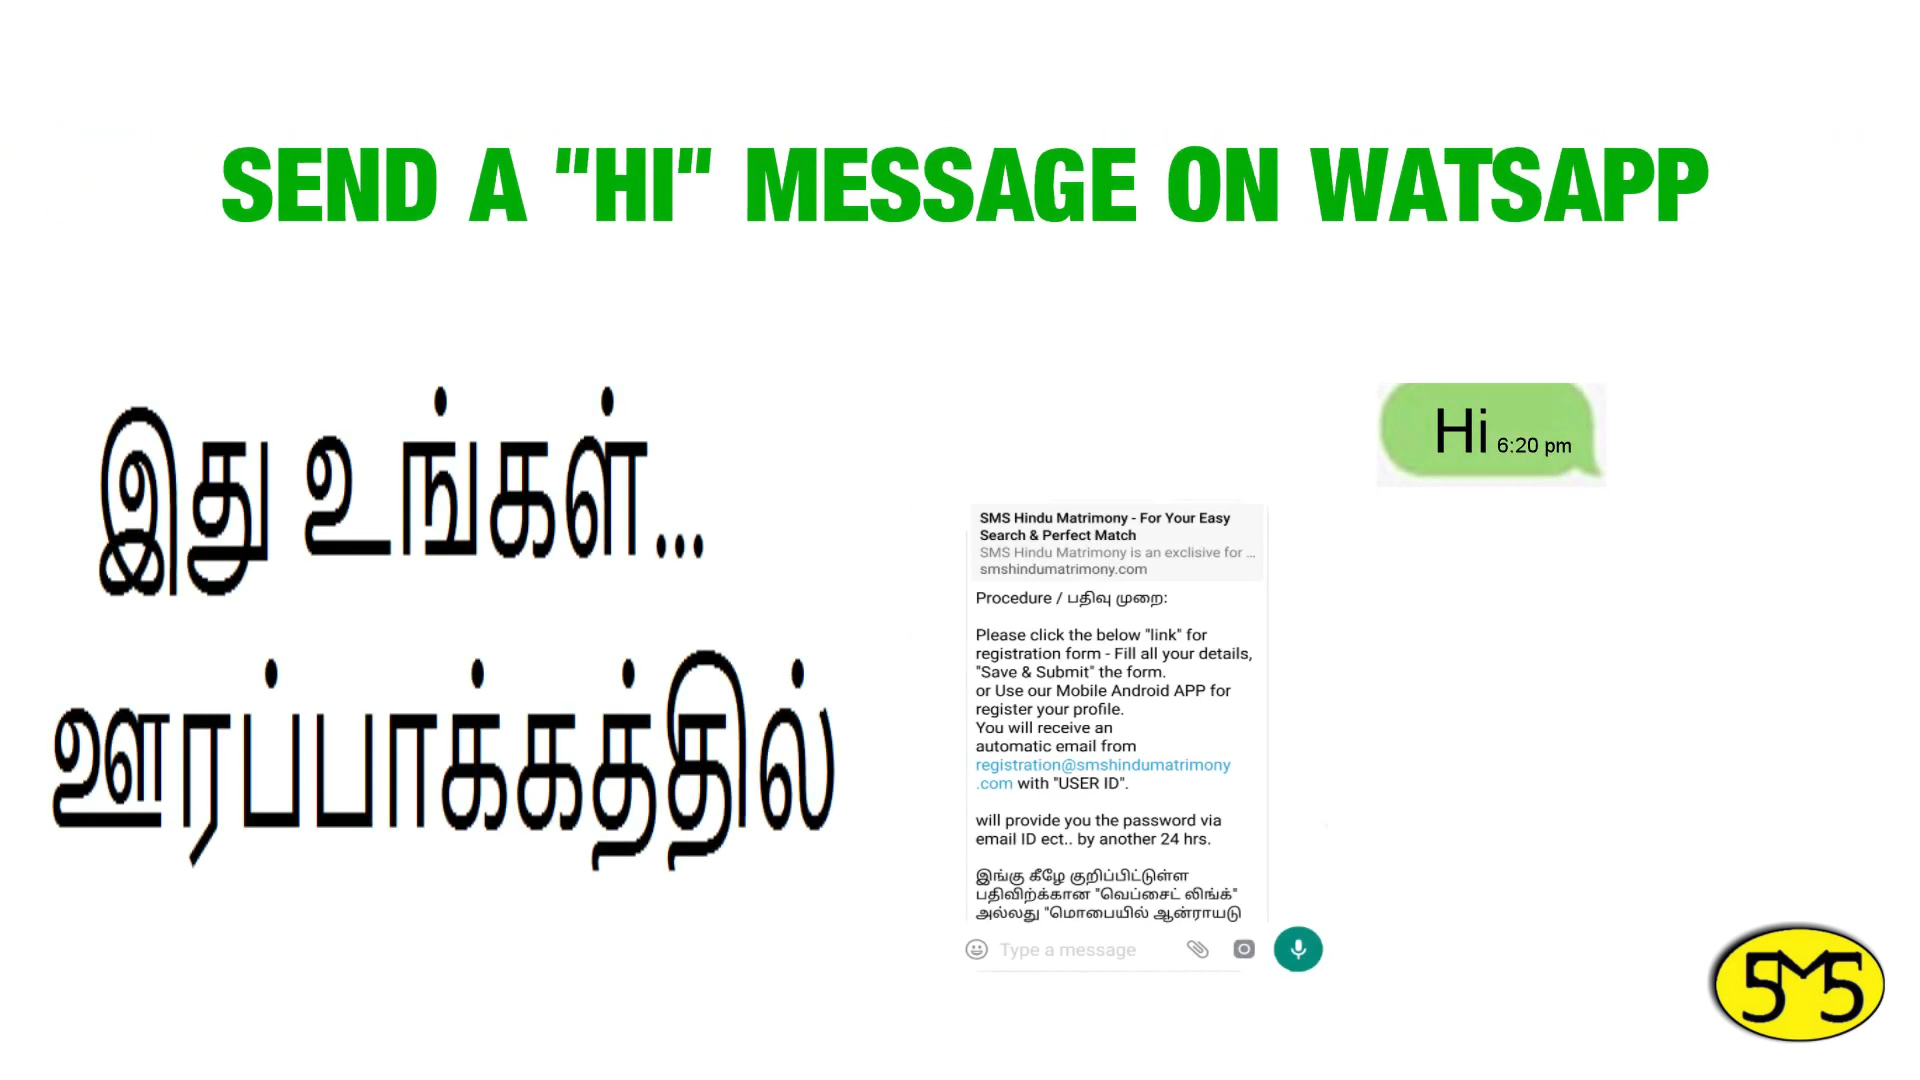 SEND A "HI" MESSAGE ON WATSAPP
இது உங்கள்...
ஊரப்பாக்கத்தில்
Hi 6:20 pm
SMS Hindu Matrimony - For Your Easy
Search & Perfect Match
SMS Hindu Matrimony is an exclisive for ...
smshindumatrimony.com
Procedure / பதிவு முறை:
Please click the below "link" for
registration form - Fill all your details,
"Save & Submit" the form.
or Use our Mobile Android APP for
register your profile.
You will receive an
automatic email from
registration@smshindumatrimony
.com with "USER ID".
will provide you the password via
email ID ect.. by another 24 hrs.
இங்கு கீழே குறிப்பிட்டுள்ள
பதிவிற்க்கான "வெப்சைட் லிங்க்"
அல்லது "மொபையில் ஆன்ராயடு
Type a message
SMS